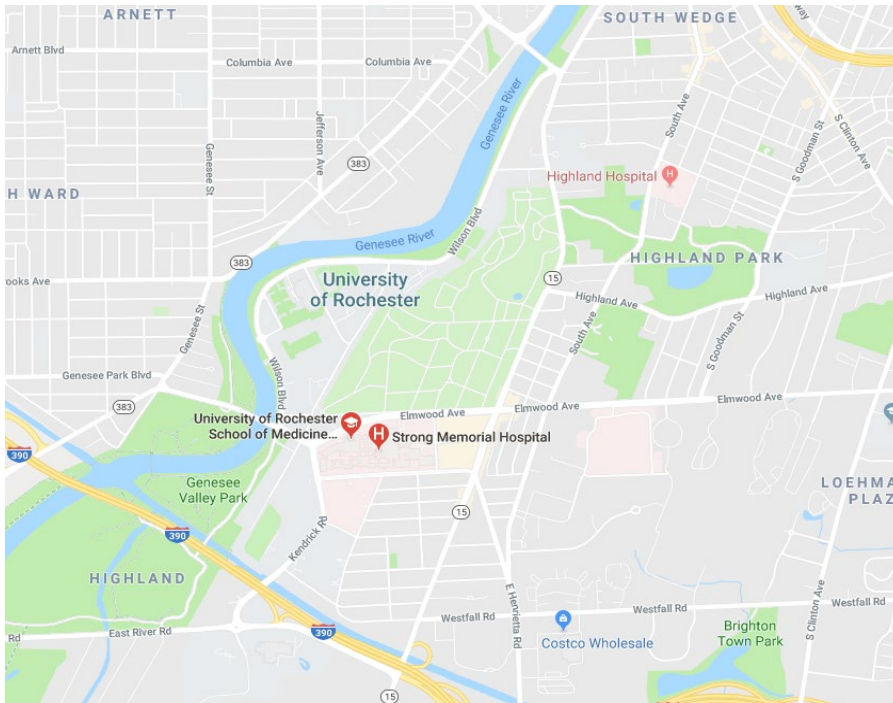 ARNETT
SOUTH WEDGE
Arnett Blvd
Columbia Ave
Columbia Ave
Jefferson Ave
Genesee St
383
Genesee River
South Ave
S Goodman St
S Clinton Ave
Highland Hospital
H
H WARD
Genesee River
Wilson Blvd
HIGHLAND PARK
383
ooks Ave
University
of Rochester
15
Highland Ave
Highland Ave
Genesee St
South Ave
S Goodman St
Wilson Blvd
Genesee Park Blvd
383
Elmwood Ave
Elmwood Ave
University of Rochester
School of Medicine...
H
Strong Memorial Hospital
390
Genesee
Valley Park
LOEHMA
PLAZ
15
390
Kendrick Rd
HIGHLAND
E Henrietta Rd
S Clinton Ave
Westfall Rd
Westfall Rd
Costco Wholesale
Brighton
Town Park
Rd
East River Rd
390
15